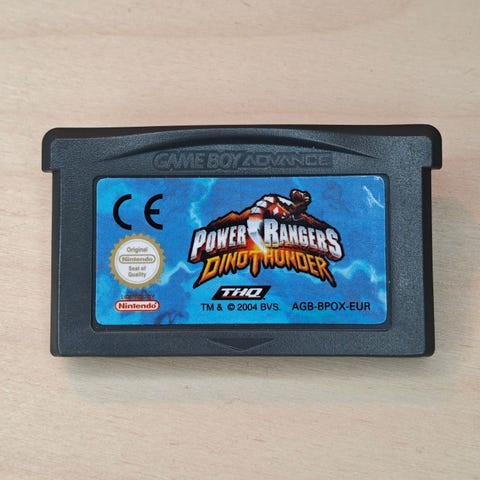 GAME BOY ADVANCE
CE
POWER RANGERS
DINO THUNDER
Original
Nintendo
Seal of
Quality
Nintendo
THQ
TM & © 2004 BVS. AGB-BPOX-EUR